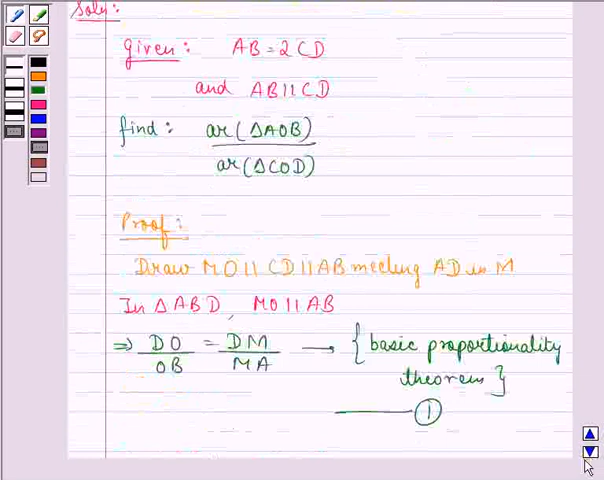 Soln:
Given: AB = 2CD
and AB || CD
find: ar(ΔAOB)
ar(ΔCOD)
Proof:
Draw MO || CD || AB meeting AD in M
In ΔABD, MO || AB
⇒ DO = DM → { basic proportionality
OB MA theorem }
①